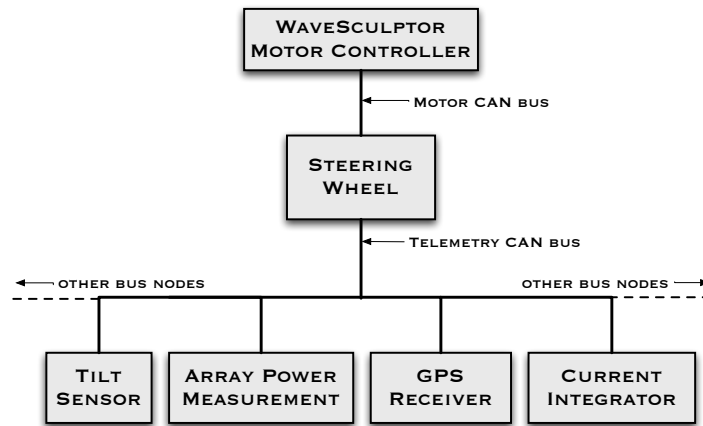 WaveSculptor
Motor Controller
Motor CAN bus
Steering
Wheel
Telemetry CAN bus
other bus nodes
other bus nodes
Tilt
Sensor
Array Power
Measurement
GPS
Receiver
Current
Integrator